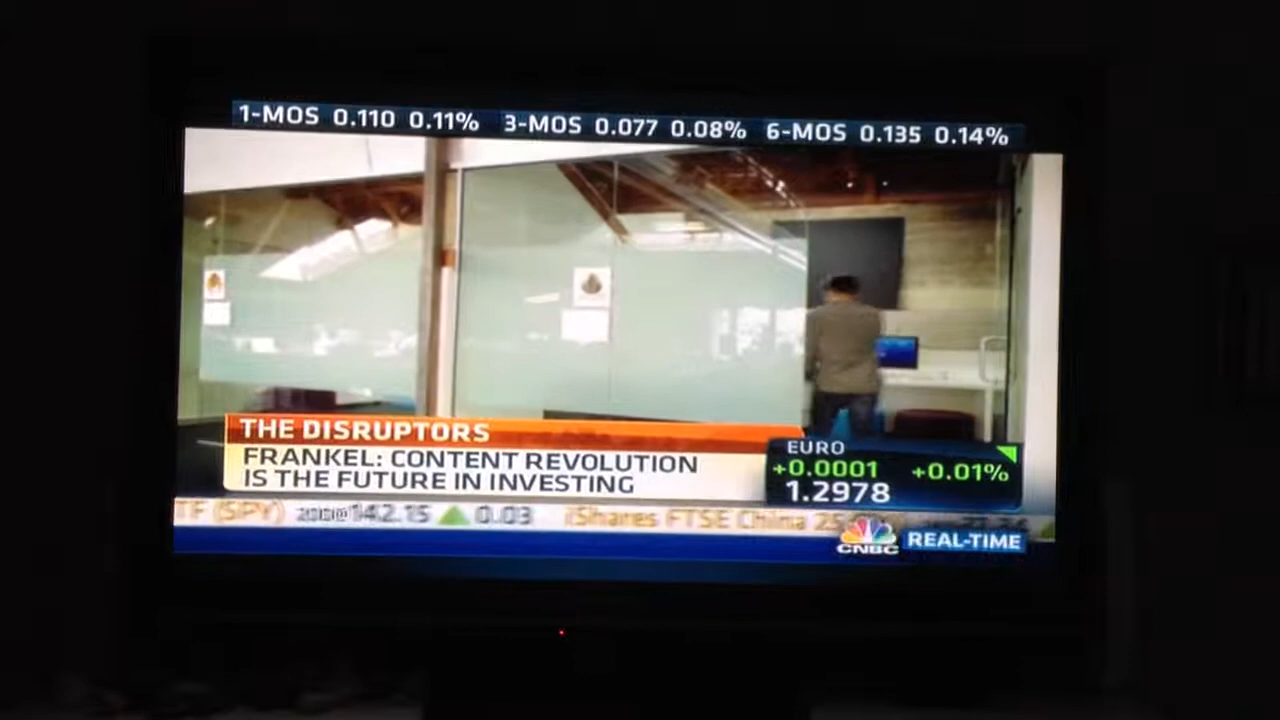 1-MOS 0.110 0.11% 3-MOS 0.077 0.08% 6-MOS 0.135 0.14%
THE DISRUPTORS
FRANKEL: CONTENT REVOLUTION
IS THE FUTURE IN INVESTING
EURO
+0.0001 +0.01%
1.2978
TF (SPY) 142.15 0.03 iShares FTSE China
CNBC REAL-TIME